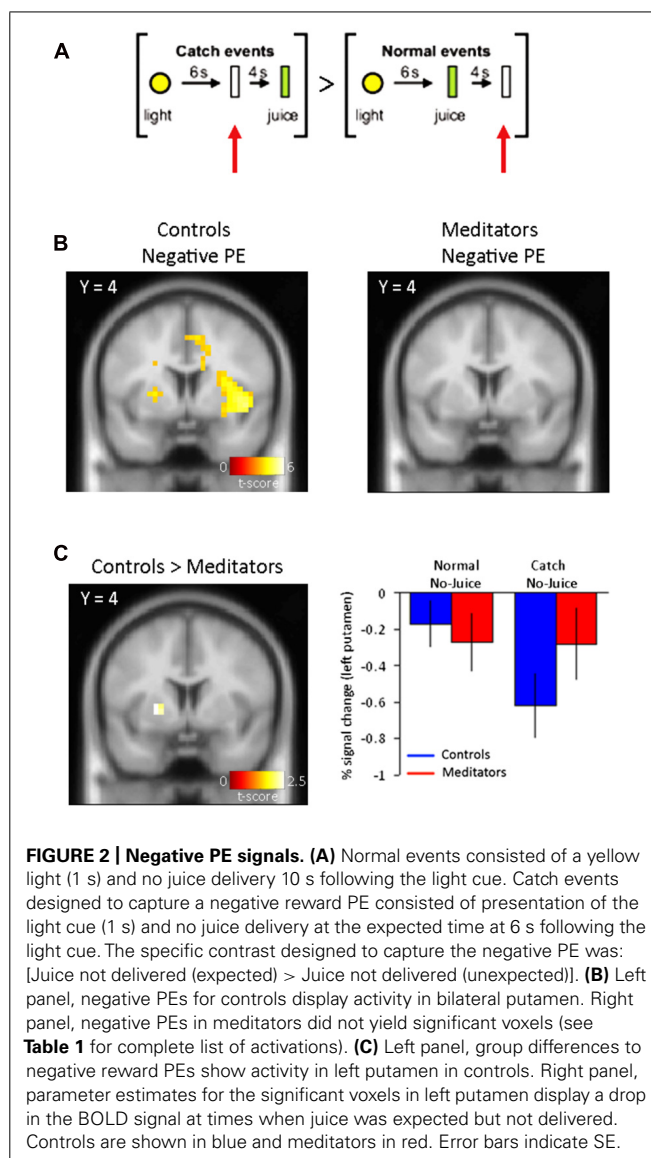 A
Catch events
Normal events
6 s
4 s
>
6 s
4 s
light
juice
light
juice
B
Controls
Negative PE
Meditators
Negative PE
Y = 4
Y = 4
0
6
t-score
C
Controls > Meditators
Y = 4
0
2.5
t-score
Normal
No-Juice
Catch
No-Juice
% signal change (left putamen)
0
-0.2
-0.4
-0.6
-0.8
-1
Controls
Meditators
FIGURE 2 | Negative PE signals. (A) Normal events consisted of a yellow
light (1 s) and no juice delivery 10 s following the light cue. Catch events
designed to capture a negative reward PE consisted of presentation of the
light cue (1 s) and no juice delivery at the expected time at 6 s following the
light cue. The specific contrast designed to capture the negative PE was:
[Juice not delivered (expected) > Juice not delivered (unexpected)]. (B) Left
panel, negative PEs for controls display activity in bilateral putamen. Right
panel, negative PEs in meditators did not yield significant voxels (see
Table 1 for complete list of activations). (C) Left panel, group differences to
negative reward PEs show activity in left putamen in controls. Right panel,
parameter estimates for the significant voxels in left putamen display a drop
in the BOLD signal at times when juice was expected but not delivered.
Controls are shown in blue and meditators in red. Error bars indicate SE.